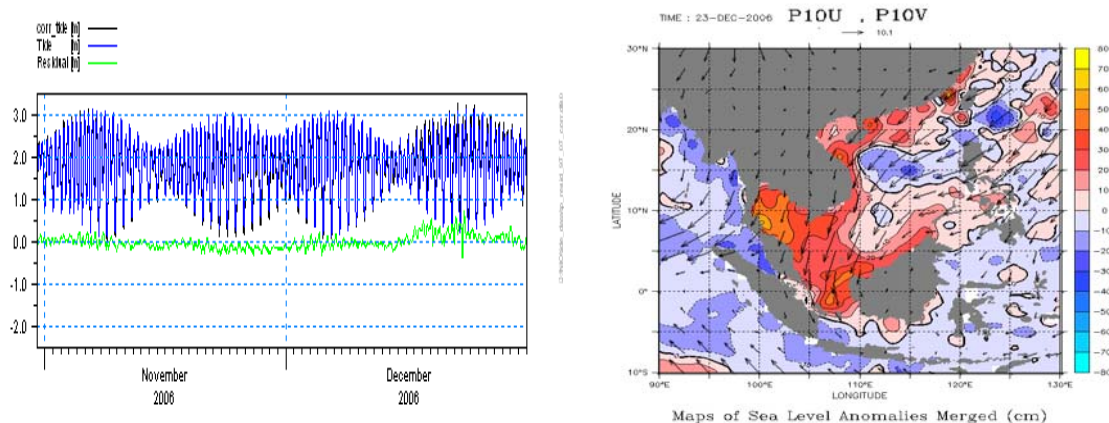 corr_tide [m]
Tide [m]
Residual [m]
3.0
2.0
1.0
0.0
-1.0
-2.0
November
2006
December
2006
TIME : 23-DEC-2006 P10U , P10V
10.1
30°N
20°N
10°N
0°
10°S
LATITUDE
90°E
100°E
110°E
120°E
130°E
LONGITUDE
80
70
60
50
40
30
20
10
0
-10
-20
-30
-40
-50
-60
-70
-80
Maps of Sea Level Anomalies Merged (cm)